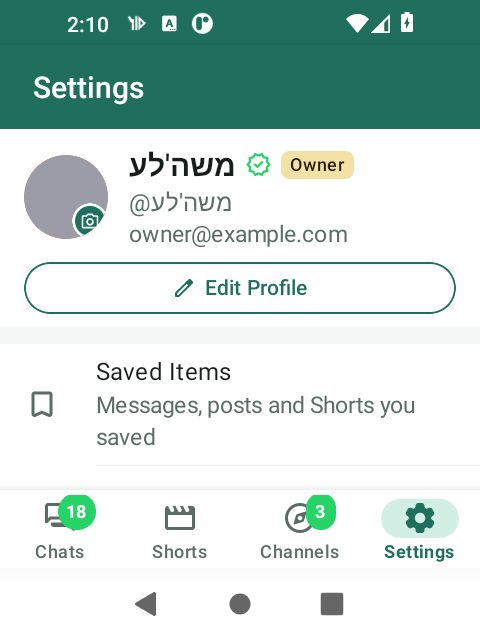 2:10
Settings
משה'לע
Owner
@משה'לע
owner@example.com
Edit Profile
Saved Items
Messages, posts and Shorts you
saved
18
3
Chats
Shorts
Channels
Settings